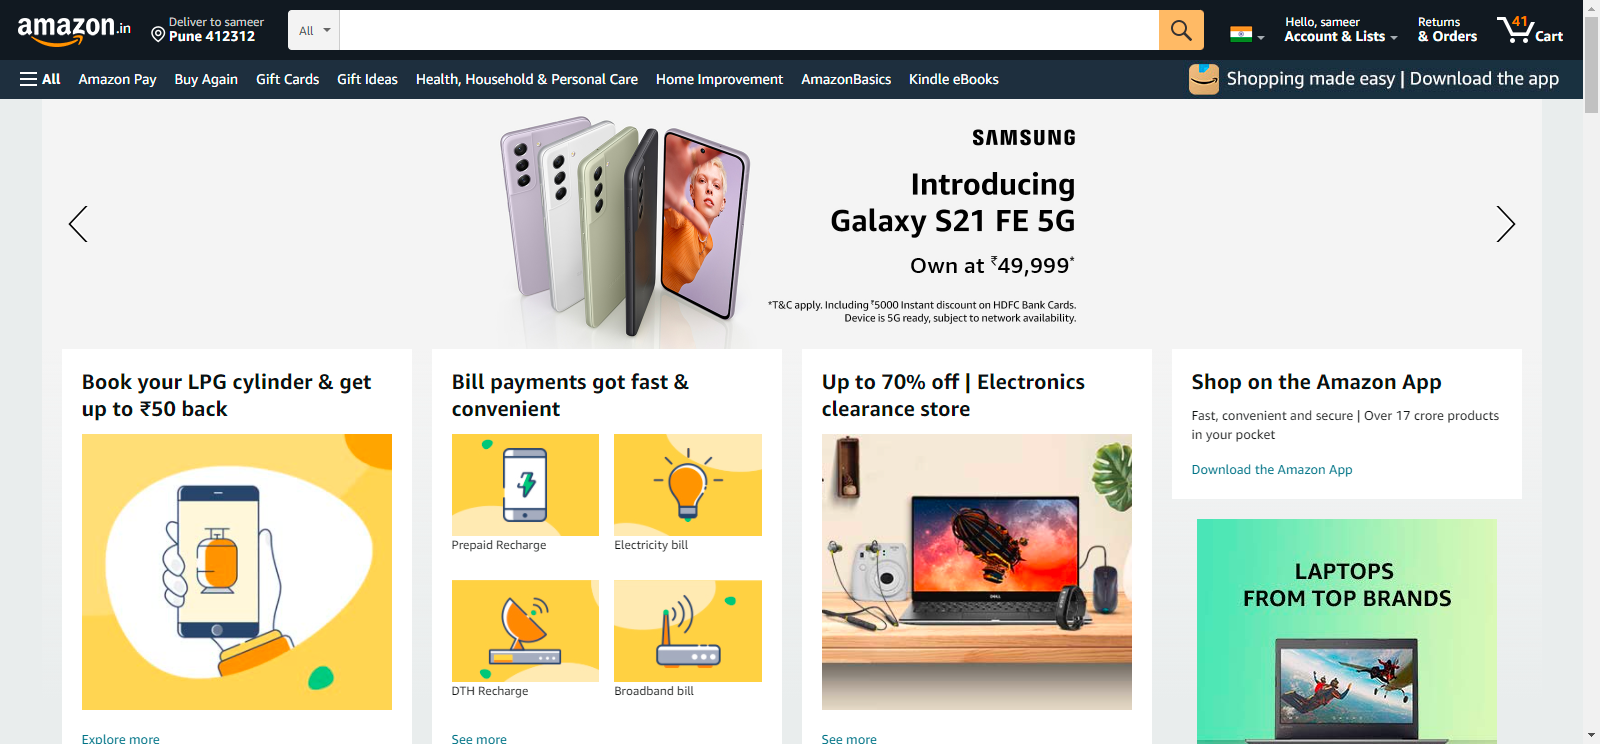 amazon.in
Deliver to sameer
Pune 412312
All
Hello, sameer
Account & Lists
Returns
& Orders
41
Cart
All
Amazon Pay
Buy Again
Gift Cards
Gift Ideas
Health, Household & Personal Care
Home Improvement
AmazonBasics
Kindle eBooks
Shopping made easy | Download the app
SAMSUNG
Introducing
Galaxy S21 FE 5G
Own at ₹49,999*
*T&C apply. Including ₹5000 Instant discount on HDFC Bank Cards.
Device is 5G ready, subject to network availability.
Book your LPG cylinder & get
up to ₹50 back
Explore more
Bill payments got fast &
convenient
Prepaid Recharge
Electricity bill
DTH Recharge
Broadband bill
See more
Up to 70% off | Electronics
clearance store
DELL
See more
Shop on the Amazon App
Fast, convenient and secure | Over 17 crore products
in your pocket
Download the Amazon App
LAPTOPS
FROM TOP BRANDS